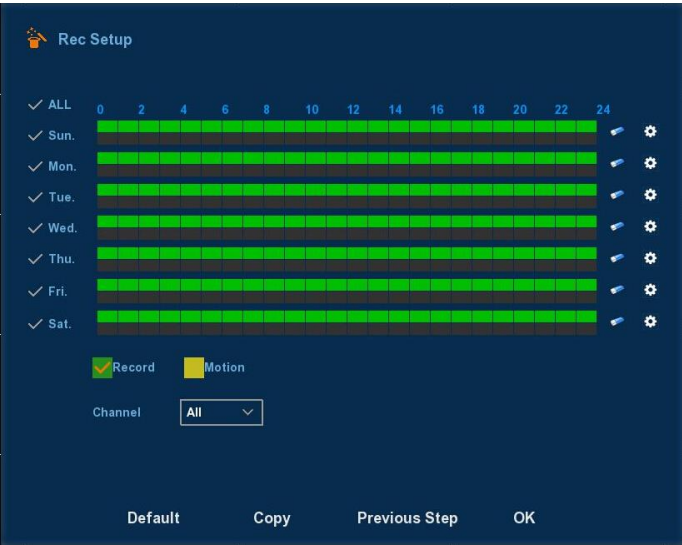 Rec Setup
ALL 0 2 4 6 8 10 12 14 16 18 20 22 24
Sun.
Mon.
Tue.
Wed.
Thu.
Fri.
Sat.
Record Motion
Channel All
Default Copy Previous Step OK